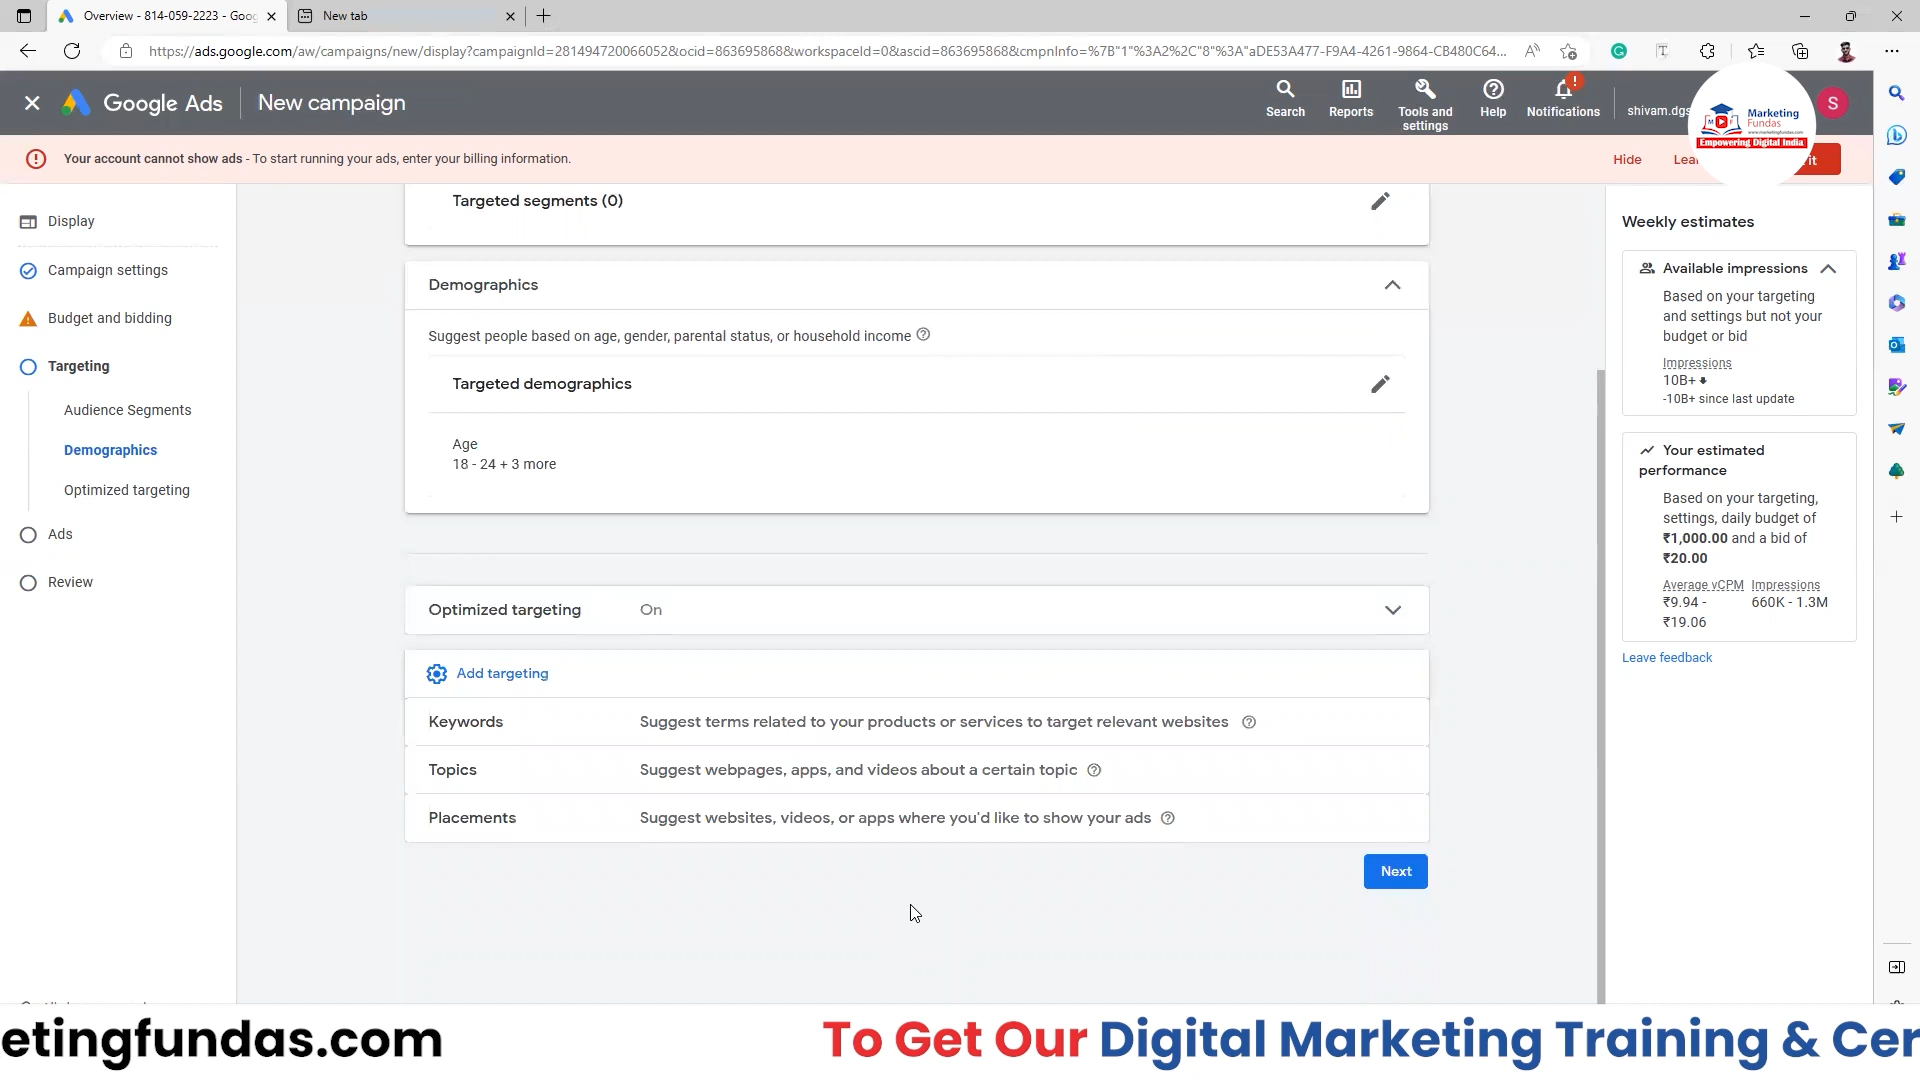 Overview - 814-059-2223 - Goog
New tab
https://ads.google.com/aw/campaigns/new/display?campaignId=281494720066052&ocid=863695868&workspaceId=0&ascid=863695868&cmpnInfo=%7B"1"%3A2%2C"8"%3A"aDE53A477-F9A4-4261-9864-CB480C64...
Google Ads
New campaign
Search
Reports
Tools and settings
Help
Notifications
shivam.dgs
S
Marketing
Fundas
www.marketingfundas.com
Empowering Digital India
Your account cannot show ads - To start running your ads, enter your billing information.
Hide
Lea
it
Display
Campaign settings
Budget and bidding
Targeting
Audience Segments
Demographics
Optimized targeting
Ads
Review
Targeted segments (0)
Demographics
Suggest people based on age, gender, parental status, or household income
Targeted demographics
Age
18 - 24 + 3 more
Optimized targeting On
Add targeting
Keywords Suggest terms related to your products or services to target relevant websites
Topics Suggest webpages, apps, and videos about a certain topic
Placements Suggest websites, videos, or apps where you'd like to show your ads
Next
Weekly estimates
Available impressions
Based on your targeting
and settings but not your
budget or bid
Impressions
10B+
-10B+ since last update
Your estimated
performance
Based on your targeting,
settings, daily budget of
₹1,000.00 and a bid of
₹20.00
Average vCPM Impressions
₹9.94 - 660K - 1.3M
₹19.06
Leave feedback
etingfundas.com To Get Our Digital Marketing Training & Cer